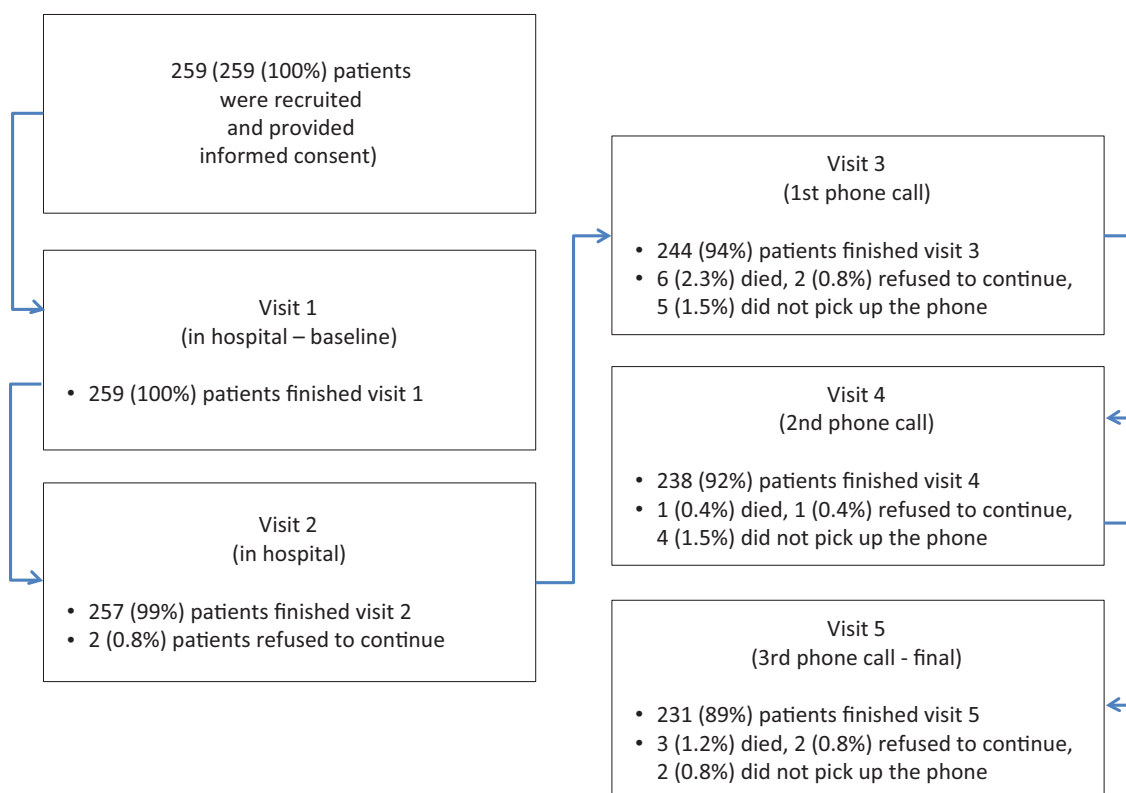 259 (259 (100%) patients
were recruited
and provided
informed consent)
Visit 1
(in hospital – baseline)
• 259 (100%) patients finished visit 1
Visit 2
(in hospital)
• 257 (99%) patients finished visit 2
• 2 (0.8%) patients refused to continue
Visit 3
(1st phone call)
• 244 (94%) patients finished visit 3
• 6 (2.3%) died, 2 (0.8%) refused to continue,
5 (1.5%) did not pick up the phone
Visit 4
(2nd phone call)
• 238 (92%) patients finished visit 4
• 1 (0.4%) died, 1 (0.4%) refused to continue,
4 (1.5%) did not pick up the phone
Visit 5
(3rd phone call - final)
• 231 (89%) patients finished visit 5
• 3 (1.2%) died, 2 (0.8%) refused to continue,
2 (0.8%) did not pick up the phone